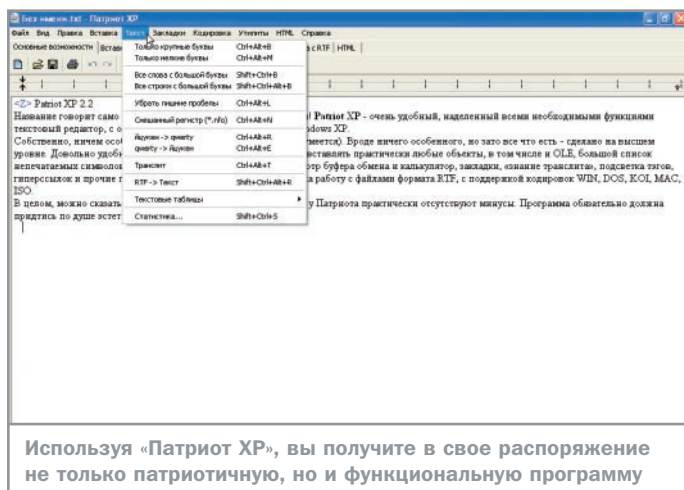 Без имени.txt - Патриот XP
Файл Вид Правка Вставка Текст Закладки Кодировка Утилиты HTML Справка
Основные возможности Встав с RTF HTML
Только крупные буквы Ctrl+Alt+B
Только мелкие буквы Ctrl+Alt+M
Все слова с большой буквы Shift+Ctrl+B
Все строки с большой буквы Shift+Ctrl+Alt+B
Убрать лишние пробелы Ctrl+Alt+L
Смешанный регистр (*.nfo) Ctrl+Alt+N
Йцукен -> qwerty Ctrl+Alt+R
qwerty -> Йцукен Ctrl+Alt+E
Транслит Ctrl+Alt+T
RTF -> Текст Shift+Ctrl+Alt+R
Текстовые таблицы
Статистика... Shift+Ctrl+S
<Z> Patriot XP 2.2
Название говорит само ! Patriot XP - очень удобный, наделенный всеми необходимыми функциями
текстовый редактор, с о dows XP.
Собственно, ничем осо меется). Вроде ничего особенного, но зато все что есть - сделано на высшем
уровне. Довольно удобн вставлять практически любые объекты, в том числе и OLE, большой список
непечатаемых символов тр буфера обмена и калькулятор, закладки, «знание транслита», подсветка тэгов,
гиперссылок и прочие г а работу с файлами формата RTF, с поддержкой кодировок WIN, DOS, KOI, MAC,
ISO.
В целом, можно сказать у Патриота практически отсутствуют минусы. Программа обязательно должна
придтись по душе эстет
Используя «Патриот XP», вы получите в свое распоряжение
не только патриотичную, но и функциональную программу